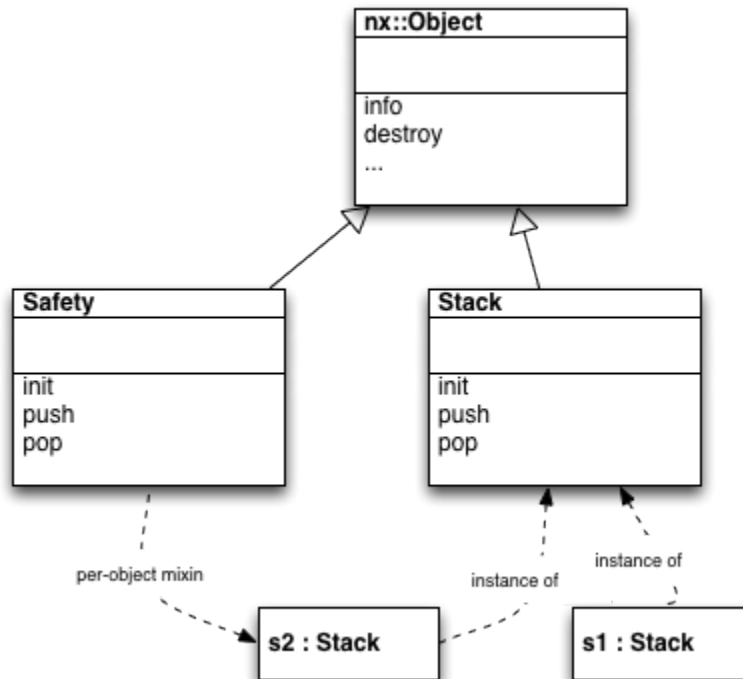 nx::Object
info
destroy
...
Safety
init
push
pop
Stack
init
push
pop
per-object mixin
instance of
instance of
s2 : Stack
s1 : Stack